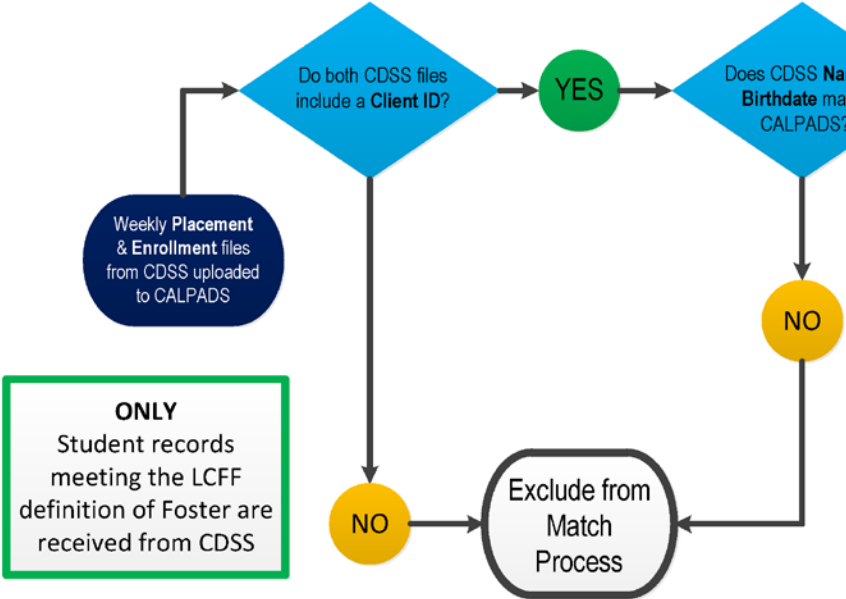 Do both CDSS files
include a Client ID?
YES
Does CDSS
Birthdate
CALPADS?
Weekly Placement
& Enrollment files
from CDSS uploaded
to CALPADS
NO
ONLY
Student records
meeting the LCFF
definition of Foster are
received from CDSS
NO
Exclude from
Match
Process